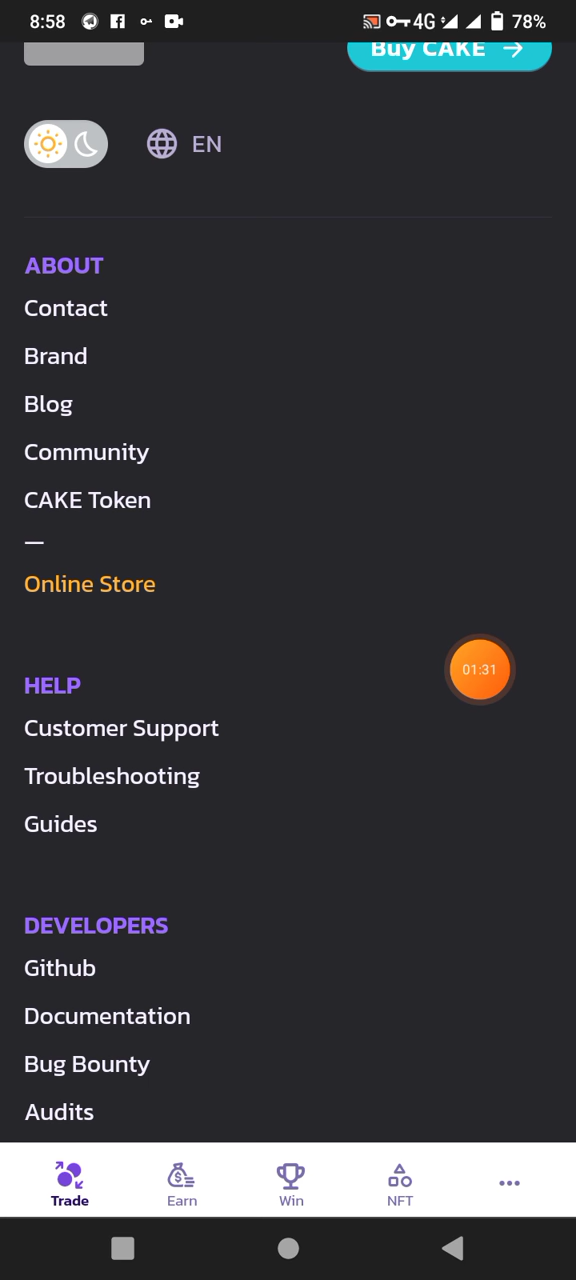 8:58 4G 78%
Buy CAKE
EN
ABOUT
Contact
Brand
Blog
Community
CAKE Token
—
Online Store
01:31
HELP
Customer Support
Troubleshooting
Guides
DEVELOPERS
Github
Documentation
Bug Bounty
Audits
Trade Earn Win NFT